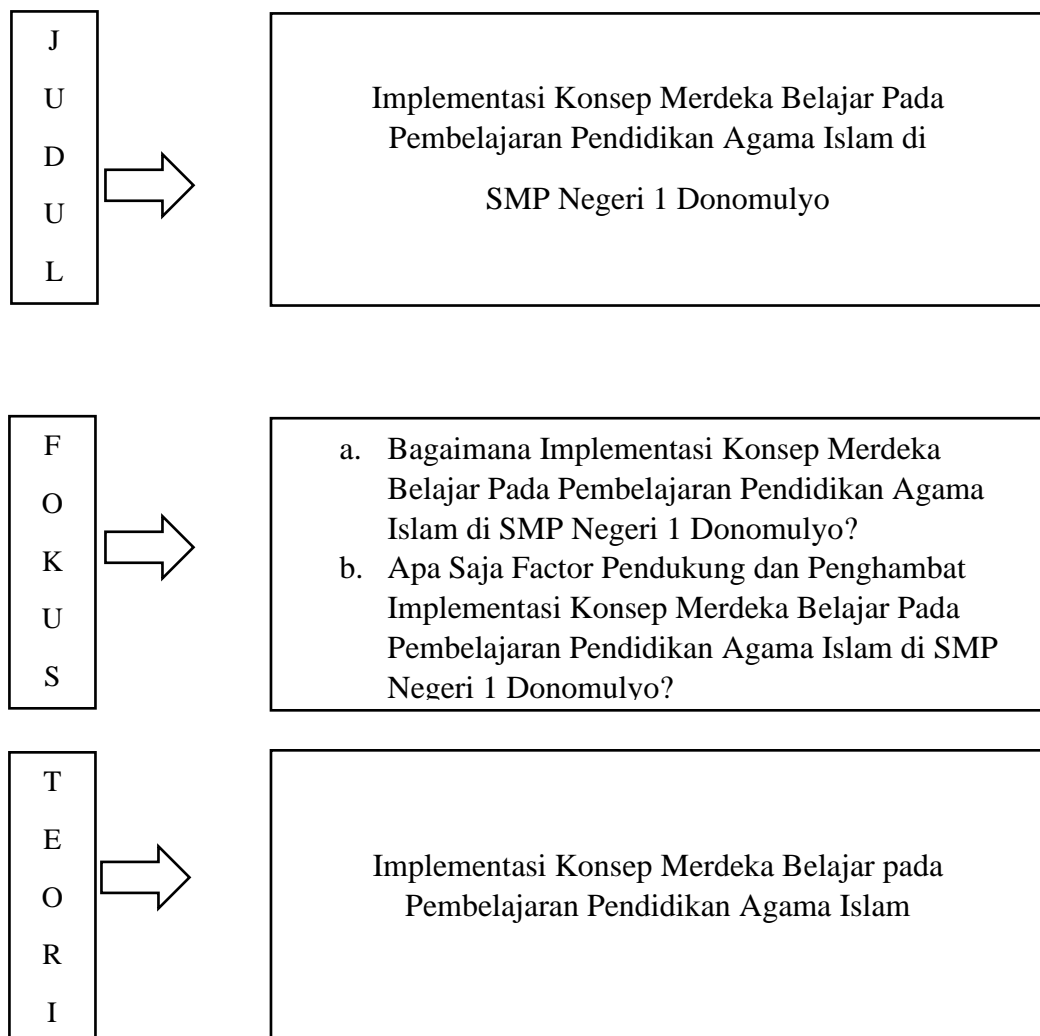 J
U
D
U
L
Implementasi Konsep Merdeka Belajar Pada
Pembelajaran Pendidikan Agama Islam di
SMP Negeri 1 Donomulyo
F
O
K
U
S
a. Bagaimana Implementasi Konsep Merdeka
Belajar Pada Pembelajaran Pendidikan Agama
Islam di SMP Negeri 1 Donomulyo?
b. Apa Saja Factor Pendukung dan Penghambat
Implementasi Konsep Merdeka Belajar Pada
Pembelajaran Pendidikan Agama Islam di SMP
Negeri 1 Donomulyo?
T
E
O
R
I
Implementasi Konsep Merdeka Belajar pada
Pembelajaran Pendidikan Agama Islam